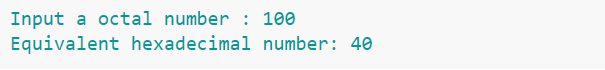 Input a octal number : 100
Equivalent hexadecimal number: 40